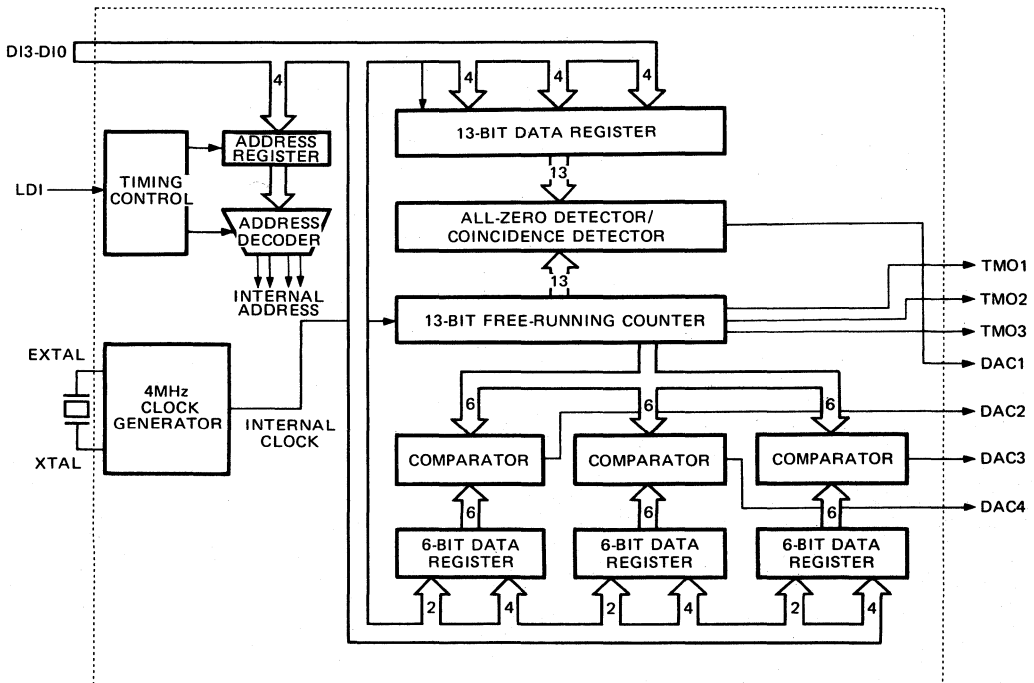 DI3-DI0
4
4
4
4
13-BIT DATA REGISTER
ADDRESS
REGISTER
TIMING
CONTROL
LDI
13
ADDRESS
DECODER
ALL-ZERO DETECTOR/
COINCIDENCE DETECTOR
INTERNAL
ADDRESS
13
13-BIT FREE-RUNNING COUNTER
TMO1
TMO2
TMO3
DAC1
EXTAL
4MHz
CLOCK
GENERATOR
XTAL
INTERNAL
CLOCK
6
6
6
DAC2
COMPARATOR
COMPARATOR
COMPARATOR
DAC3
6
6
6
DAC4
6-BIT DATA
REGISTER
6-BIT DATA
REGISTER
6-BIT DATA
REGISTER
2
4
2
4
2
4